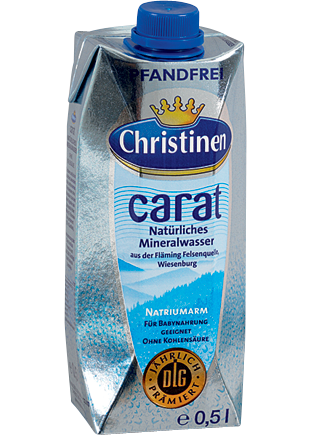 PFANDFREI
Christinen
carat
Natürliches
Mineralwasser
aus der Fläming Felsenquelle,
Wiesenburg
NATRIUMARM
FÜR BABYNAHRUNG
GEEIGNET
OHNE KOHLENSÄURE
JÄHRLICH
DLG
PRÄMIERT
e 0,5 l